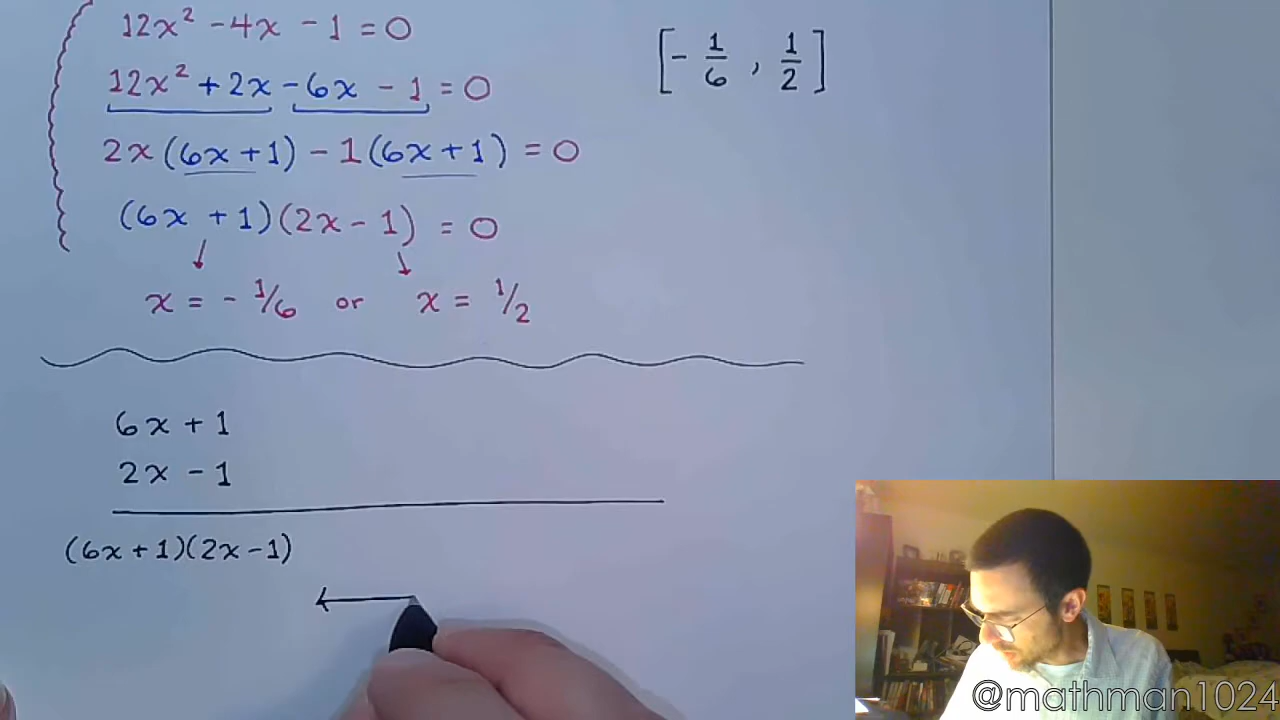 12x² - 4x - 1 = 0
12x² + 2x - 6x - 1 = 0
2x(6x + 1) - 1(6x + 1) = 0
(6x + 1)(2x - 1) = 0
x = - 1/6 or x = 1/2
[- 1/6 , 1/2]
6x + 1
2x - 1
(6x + 1)(2x - 1)
@mathman1024